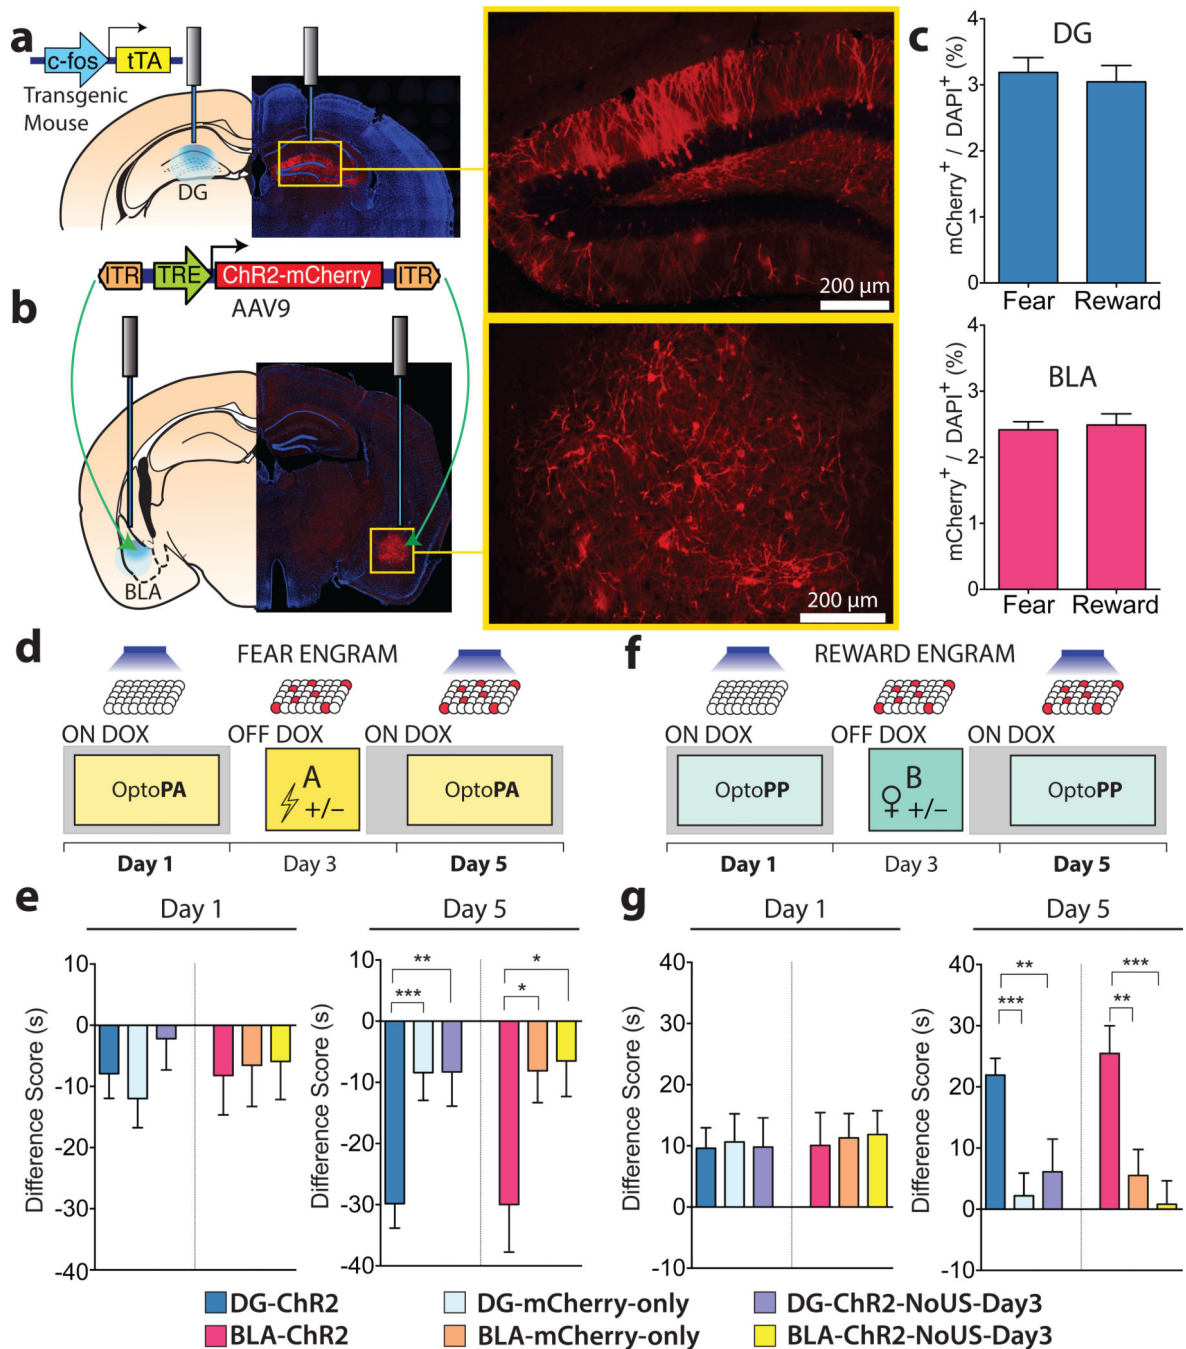 a
c-fos
tTA
Transgenic
Mouse
DG
200 µm
ITR
TRE
ChR2-mCherry
ITR
AAV9
b
BLA
200 µm
c
DG
mCherry+ / DAPI+ (%)
4
3
2
1
0
Fear
Reward
BLA
mCherry+ / DAPI+ (%)
4
3
2
1
0
Fear
Reward
d
FEAR ENGRAM
ON DOX
OFF DOX
ON DOX
OptoPA
A
+/−
OptoPA
Day 1
Day 3
Day 5
f
REWARD ENGRAM
ON DOX
OFF DOX
ON DOX
OptoPP
B
♀ +/−
OptoPP
Day 1
Day 3
Day 5
e
Day 1
Difference Score (s)
10
0
-10
-20
-30
-40
Day 5
Difference Score (s)
10
0
-10
-20
-30
-40
**
***
*
*
g
Day 1
Difference Score (s)
40
30
20
10
0
-10
Day 5
Difference Score (s)
40
30
20
10
0
-10
**
***
***
**
DG-ChR2
DG-mCherry-only
DG-ChR2-NoUS-Day3
BLA-ChR2
BLA-mCherry-only
BLA-ChR2-NoUS-Day3